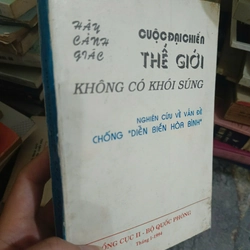 HÃY
CẢNH
GIÁC
CUỘC ĐẠI CHIẾN
THẾ GIỚI
KHÔNG CÓ KHÓI SÚNG
NGHIÊN CỨU VỀ VẤN ĐỀ
CHỐNG "DIỄN BIẾN HÒA BÌNH"
TỔNG CỤC II - BỘ QUỐC PHÒNG